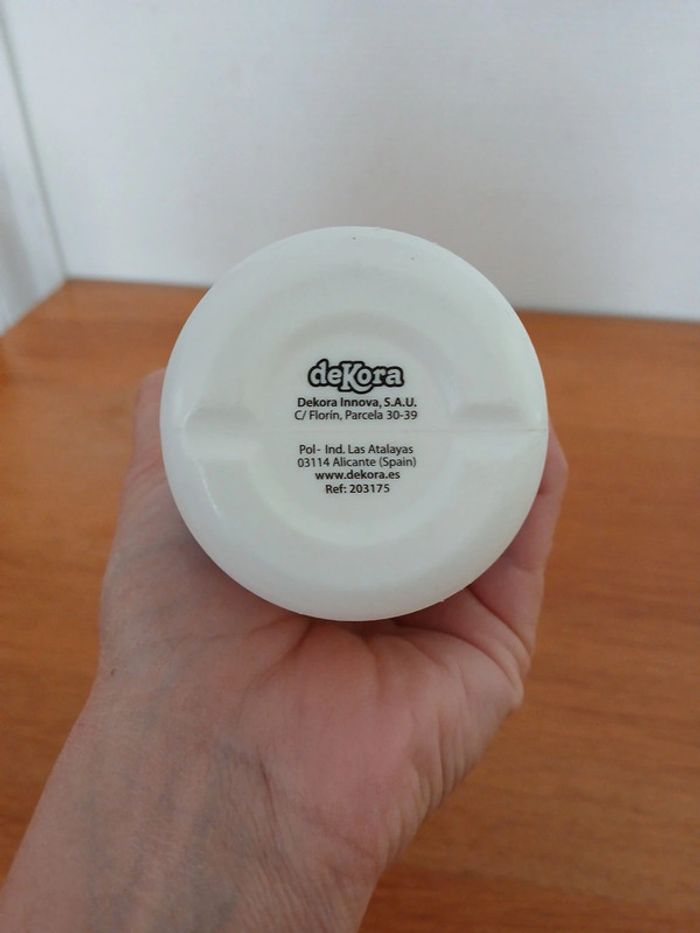 deKora
Dekora Innova, S.A.U.
C/ Florín, Parcela 30-39
Pol- Ind. Las Atalayas
03114 Alicante (Spain)
www.dekora.es
Ref: 203175